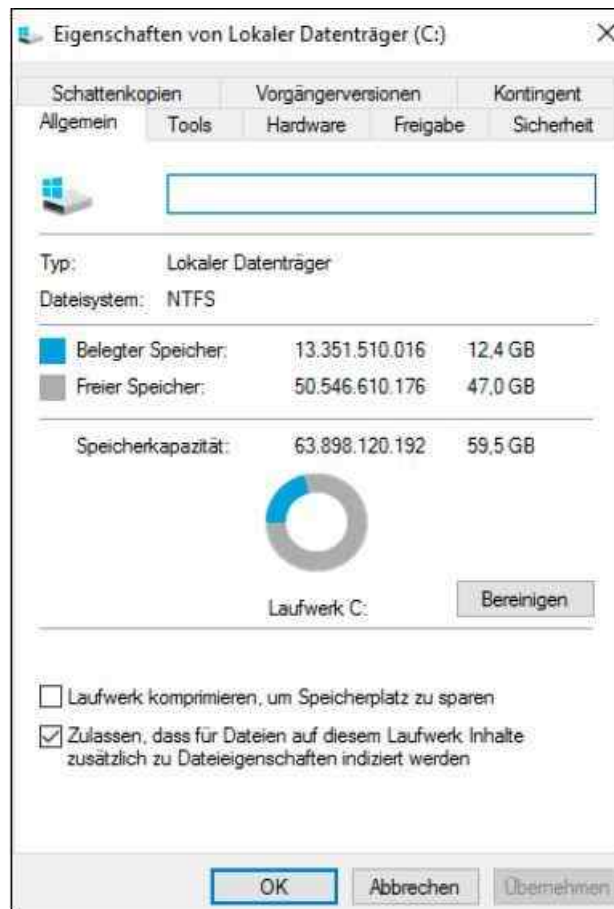 Eigenschaften von Lokaler Datenträger (C:)
Schattenkopien Vorgängerversionen Kontingent
Allgemein Tools Hardware Freigabe Sicherheit
Typ: Lokaler Datenträger
Dateisystem: NTFS
Belegter Speicher: 13.351.510.016 12,4 GB
Freier Speicher: 50.546.610.176 47,0 GB
Speicherkapazität: 63.898.120.192 59,5 GB
Laufwerk C: Bereinigen
Laufwerk komprimieren, um Speicherplatz zu sparen
Zulassen, dass für Dateien auf diesem Laufwerk Inhalte
zusätzlich zu Dateieigenschaften indiziert werden
OK Abbrechen Übernehmen